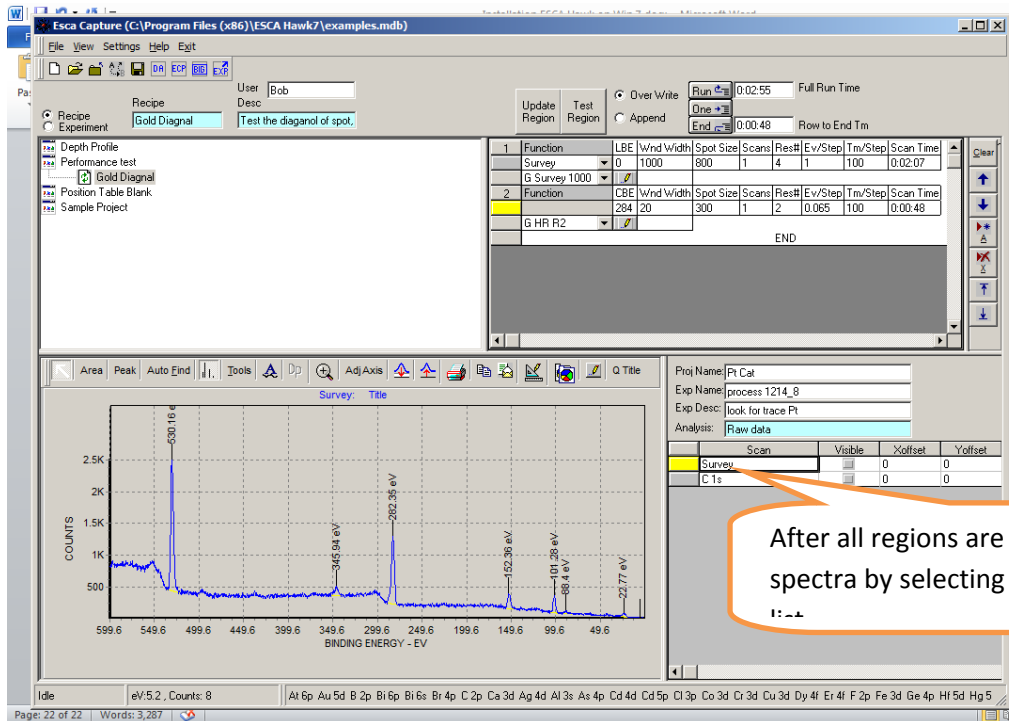 Installation ESCA Hawk on Win 7.docx - Microsoft Word
Esca Capture (C:\Program Files (x86)\ESCA Hawk7\examples.mdb)
File View Settings Help Exit
DA ECP BIG EXP
User Bob
Recipe Desc
Recipe
Experiment
Gold Diagnal Test the diaganol of spot,
Update Region
Test Region
Over Write
Append
Run 0:02:55 Full Run Time
One
End 0:00:48 Row to End Tm
Depth Profile
Performance test
Gold Diagnal
Position Table Blank
Sample Project
1 Function LBE Wnd Width Spot Size Scans Res# Ev/Step Tm/Step Scan Time
Survey 0 1000 800 1 4 1 100 0:02:07
G Survey 1000
2 Function CBE Wnd Width Spot Size Scans Res# Ev/Step Tm/Step Scan Time
284 20 300 1 2 0.065 100 0:00:48
G HR R2
END
Clear
A
X
Area Peak Auto Find Tools A Dp Adj Axis Q Title
Survey: Title
530.16 e
2.5K
2K
1.5K
1K
500
COUNTS
345.94 eV
282.35 eV
152.36 eV
101.28 eV
88.4 eV
22.77 eV
599.6 549.6 499.6 449.6 399.6 349.6 299.6 249.6 199.6 149.6 99.6 49.6
BINDING ENERGY - EV
Proj Name: Pt Cat
Exp Name: process 1214_8
Exp Desc: look for trace Pt
Analysis: Raw data
Scan Visible Xoffset Yoffset
Survey 0 0
C 1s 0 0
After all regions are
spectra by selecting
Idle eV:5.2 , Counts: 8 At 6p Au 5d B 2p Bi 6p Bi 6s Br 4p C 2p Ca 3d Ag 4d Al 3s As 4p Cd 4d Cd 5p Cl 3p Co 3d Cr 3d Cu 3d Dy 4f Er 4f F 2p Fe 3d Ge 4p Hf 5d Hg 5
Page: 22 of 22 Words: 3,287